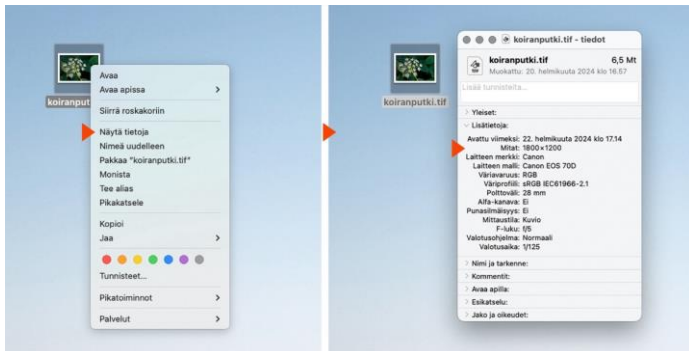 koiranput
Avaa
Avaa apissa
Siirrä roskakoriin
Näytä tietoja
Nimeä uudelleen
Pakkaa "koiranputki.tif"
Monista
Tee alias
Pikakatsele
Kopioi
Jaa
Tunnisteet...
Pikatoiminnot
Palvelut
koiranputki.tif
koiranputki.tif – tiedot
koiranputki.tif 6,5 Mt
Muokattu: 20. helmikuuta 2024 klo 16.57
Lisää tunnisteita...
Yleiset:
Lisätietoja:
Avattu viimeksi: 22. helmikuuta 2024 klo 17.14
Mitat: 1800×1200
Laitteen merkki: Canon
Laitteen malli: Canon EOS 70D
Väriavaruus: RGB
Väriprofiili: sRGB IEC61966-2.1
Polttoväli: 28 mm
Alfa-kanava: Ei
Punasilmäisyys: Ei
Mittaustila: Kuvio
F-luku: f/5
Valotusohjelma: Normaali
Valotusaika: 1/125
Nimi ja tarkenne:
Kommentit:
Avaa apilla:
Esikatselu:
Jako ja oikeudet: